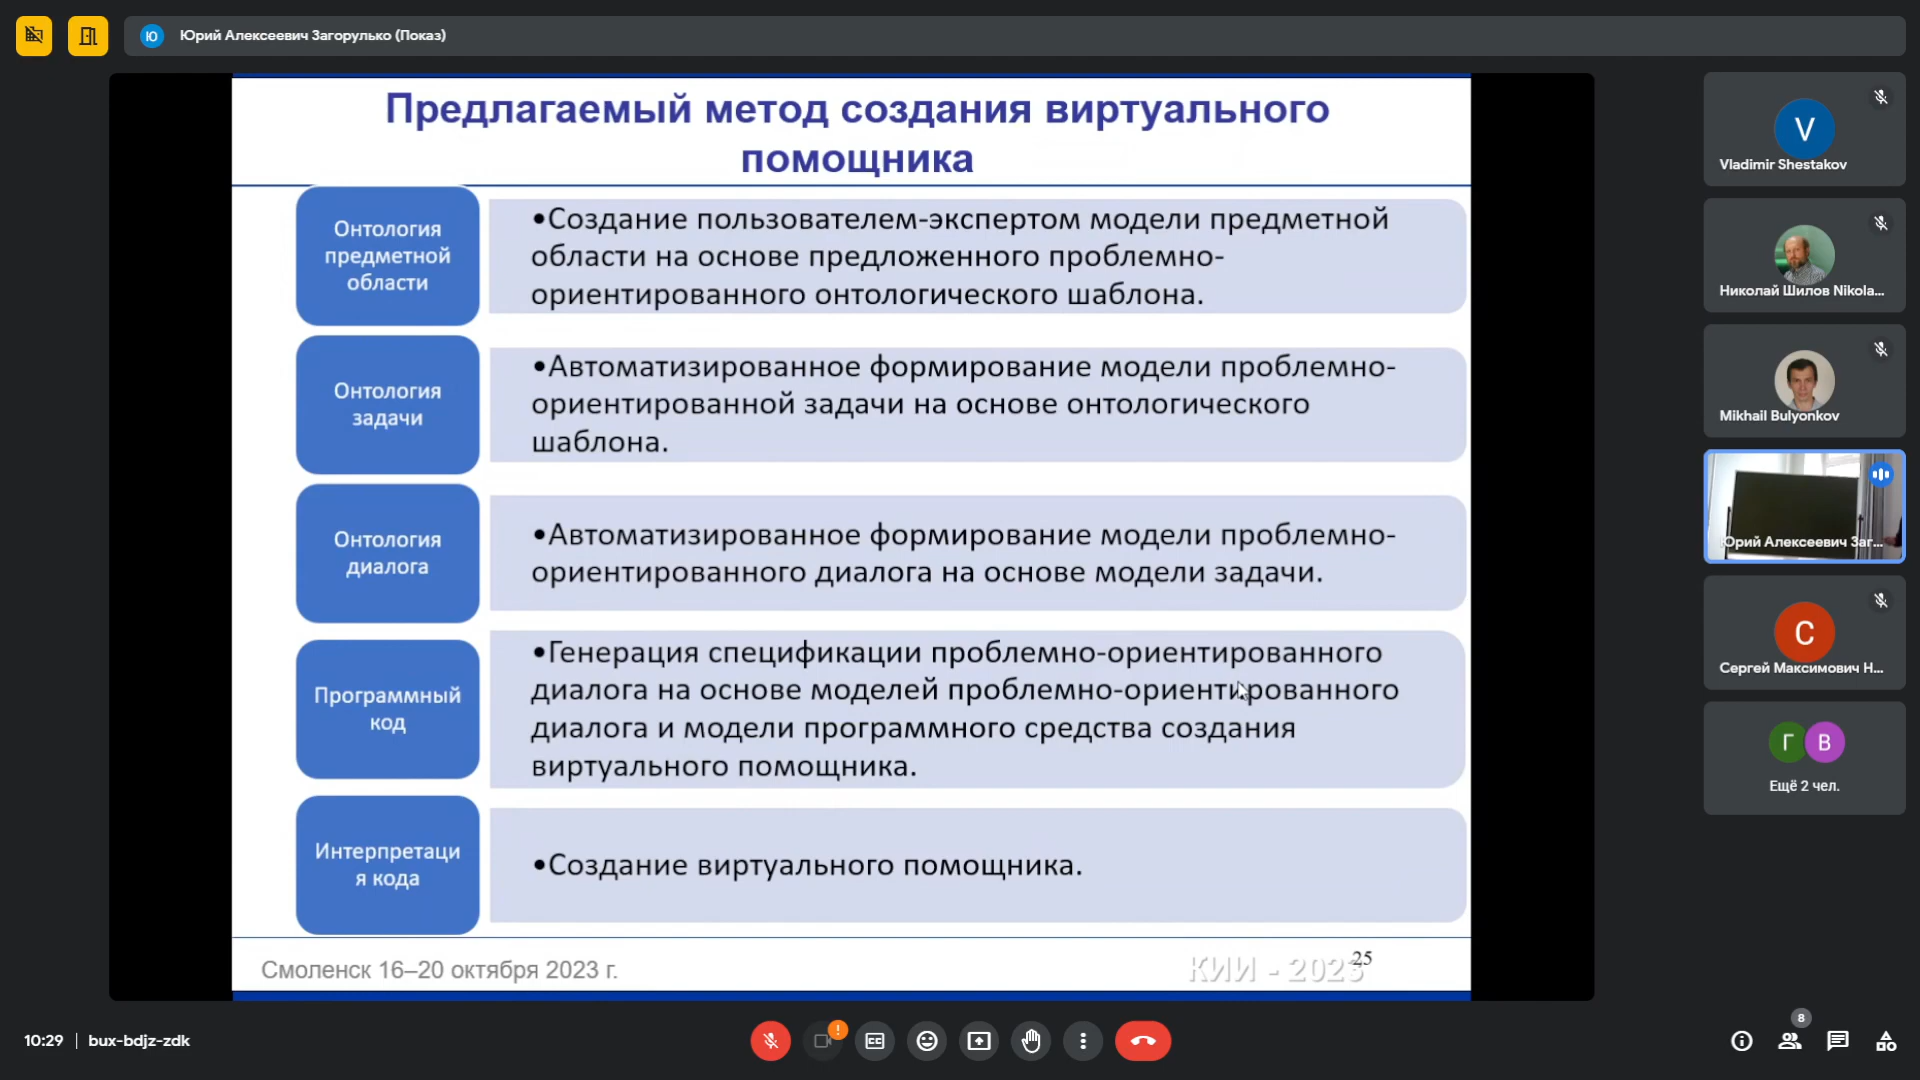 Ю Юрий Алексеевич Загорулько (Показ)
Предлагаемый метод создания виртуального
помощника
Онтология
предметной
области
•Создание пользователем-экспертом модели предметной
области на основе предложенного проблемно-
ориентированного онтологического шаблона.
Онтология
задачи
•Автоматизированное формирование модели проблемно-
ориентированной задачи на основе онтологического
шаблона.
Онтология
диалога
•Автоматизированное формирование модели проблемно-
ориентированного диалога на основе модели задачи.
Программный
код
•Генерация спецификации проблемно-ориентированного
диалога на основе моделей проблемно-ориентированного
диалога и модели программного средства создания
виртуального помощника.
Интерпретаци
я кода
•Создание виртуального помощника.
Смоленск 16–20 октября 2023 г.
КИИ - 2023
25
V
Vladimir Shestakov
Николай Шилов Nikola...
Mikhail Bulyonkov
Юрий Алексеевич Заг...
С
Сергей Максимович Н...
Г В
Ещё 2 чел.
10:29 | bux-bdjz-zdk
!
8